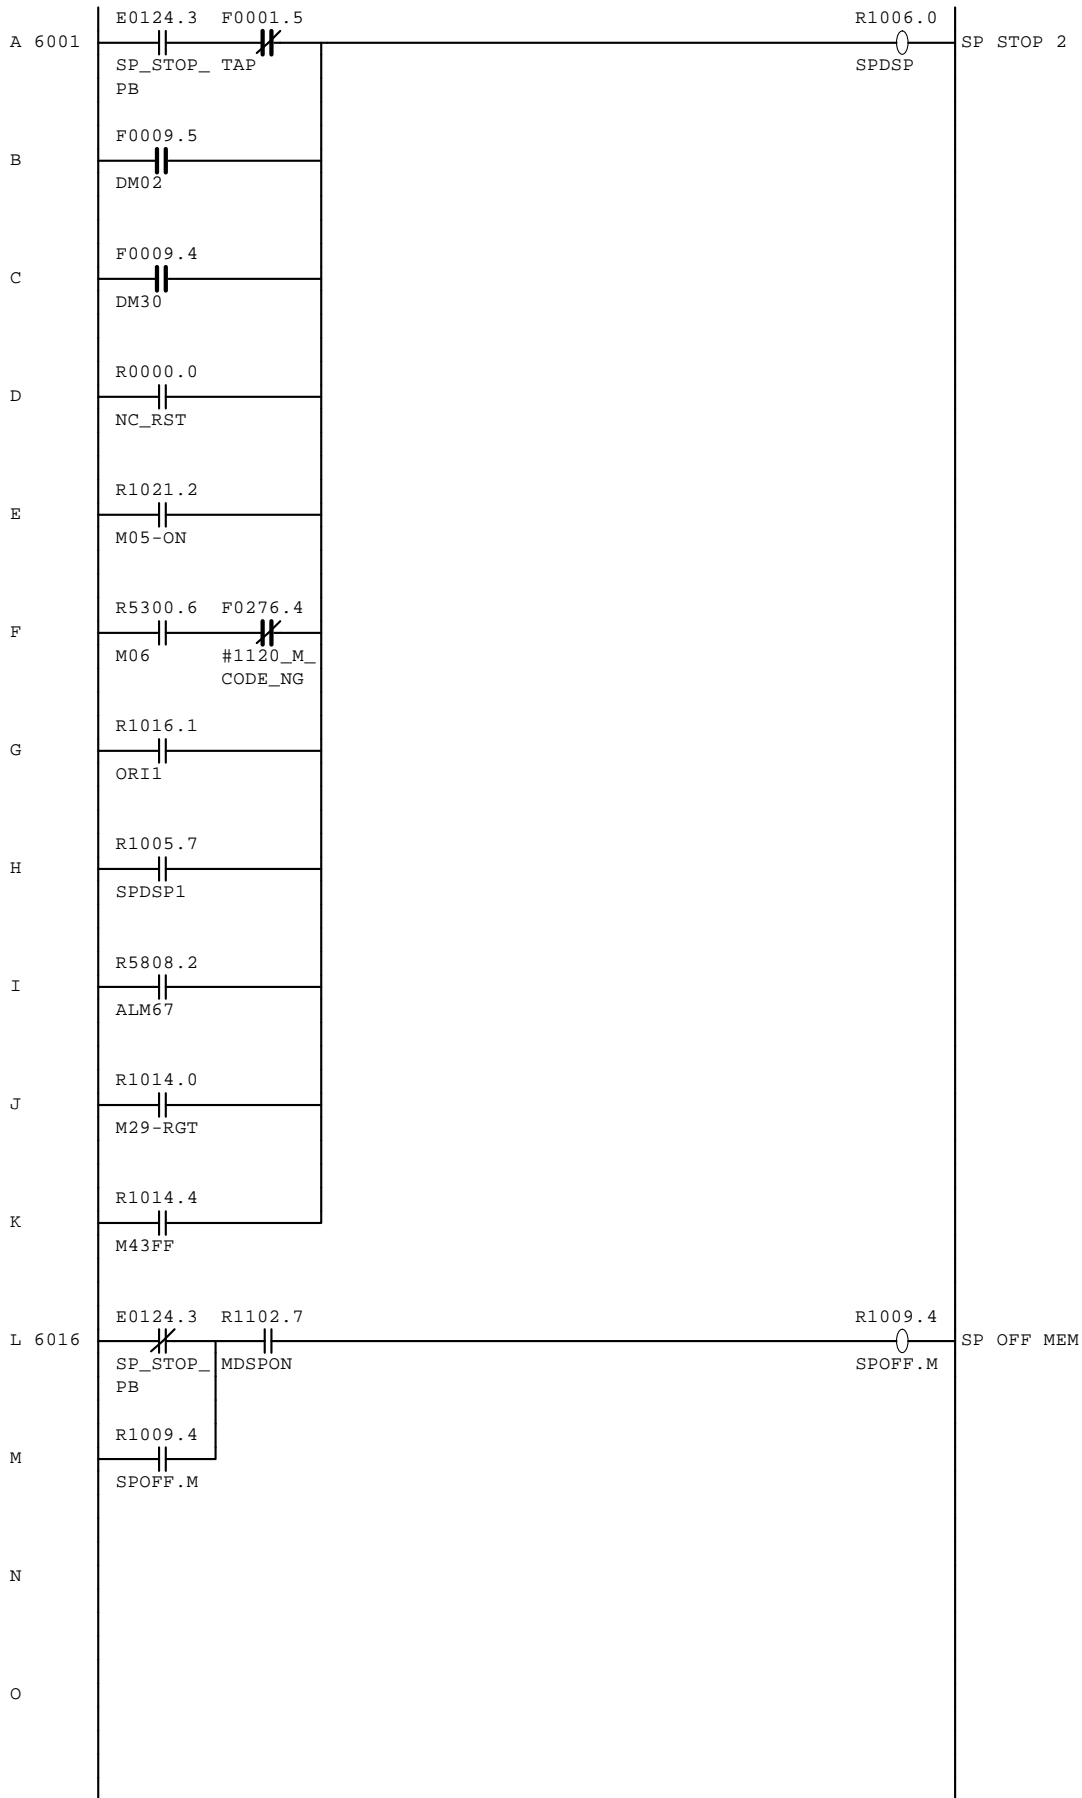 E0124.3 F0001.5 R1006.0
A 6001 SP STOP 2
SP_STOP_ TAP SPDSP
PB
F0009.5
B
DM02
F0009.4
C
DM30
R0000.0
D
NC_RST
R1021.2
E
M05-ON
R5300.6 F0276.4
F
M06 #1120_M_
CODE_NG
R1016.1
G
ORI1
R1005.7
H
SPDSP1
R5808.2
I
ALM67
R1014.0
J
M29-RGT
R1014.4
K
M43FF
E0124.3 R1102.7 R1009.4
L 6016 SP OFF MEM
SP_STOP_ MDSPON SPOFF.M
PB
R1009.4
M
SPOFF.M
N
O